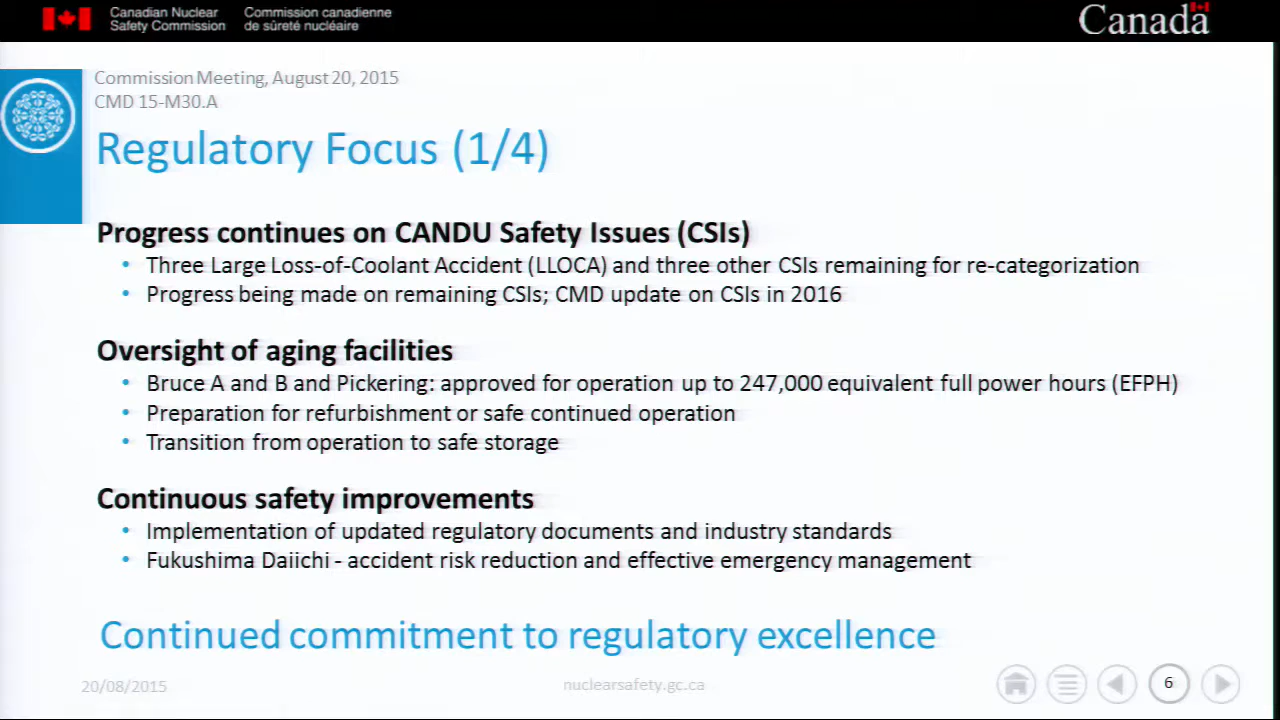 Canadian Nuclear Safety Commission
Commission canadienne de sûreté nucléaire
Canada
Commission Meeting, August 20, 2015
CMD 15-M30.A
Regulatory Focus (1/4)
Progress continues on CANDU Safety Issues (CSIs)
• Three Large Loss-of-Coolant Accident (LLOCA) and three other CSIs remaining for re-categorization
• Progress being made on remaining CSIs; CMD update on CSIs in 2016
Oversight of aging facilities
• Bruce A and B and Pickering: approved for operation up to 247,000 equivalent full power hours (EFPH)
• Preparation for refurbishment or safe continued operation
• Transition from operation to safe storage
Continuous safety improvements
• Implementation of updated regulatory documents and industry standards
• Fukushima Daiichi - accident risk reduction and effective emergency management
Continued commitment to regulatory excellence
20/08/2015
nuclearsafety.gc.ca
6